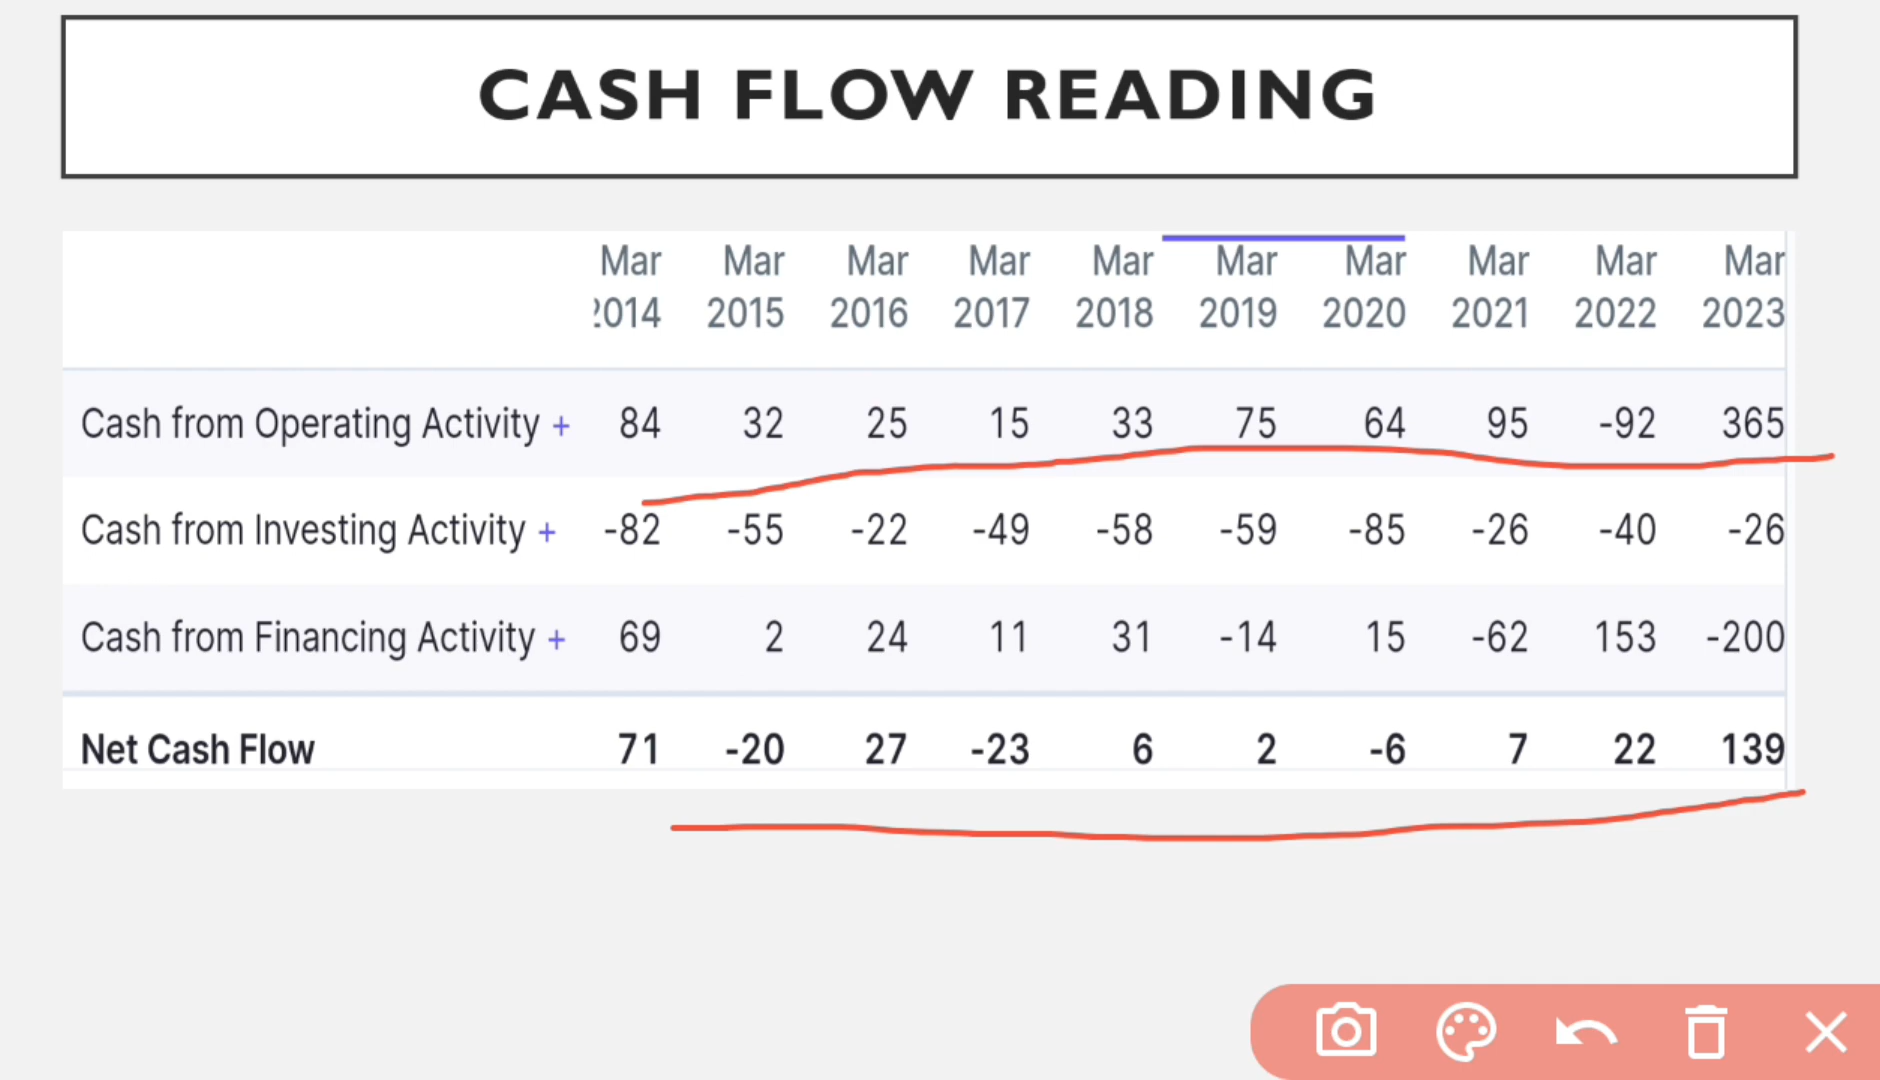 CASH FLOW READING
Mar Mar Mar Mar Mar Mar Mar Mar Mar Mar
2014 2015 2016 2017 2018 2019 2020 2021 2022 2023
Cash from Operating Activity + 84 32 25 15 33 75 64 95 -92 365
Cash from Investing Activity + -82 -55 -22 -49 -58 -59 -85 -26 -40 -26
Cash from Financing Activity + 69 2 24 11 31 -14 15 -62 153 -200
Net Cash Flow 71 -20 27 -23 6 2 -6 7 22 139